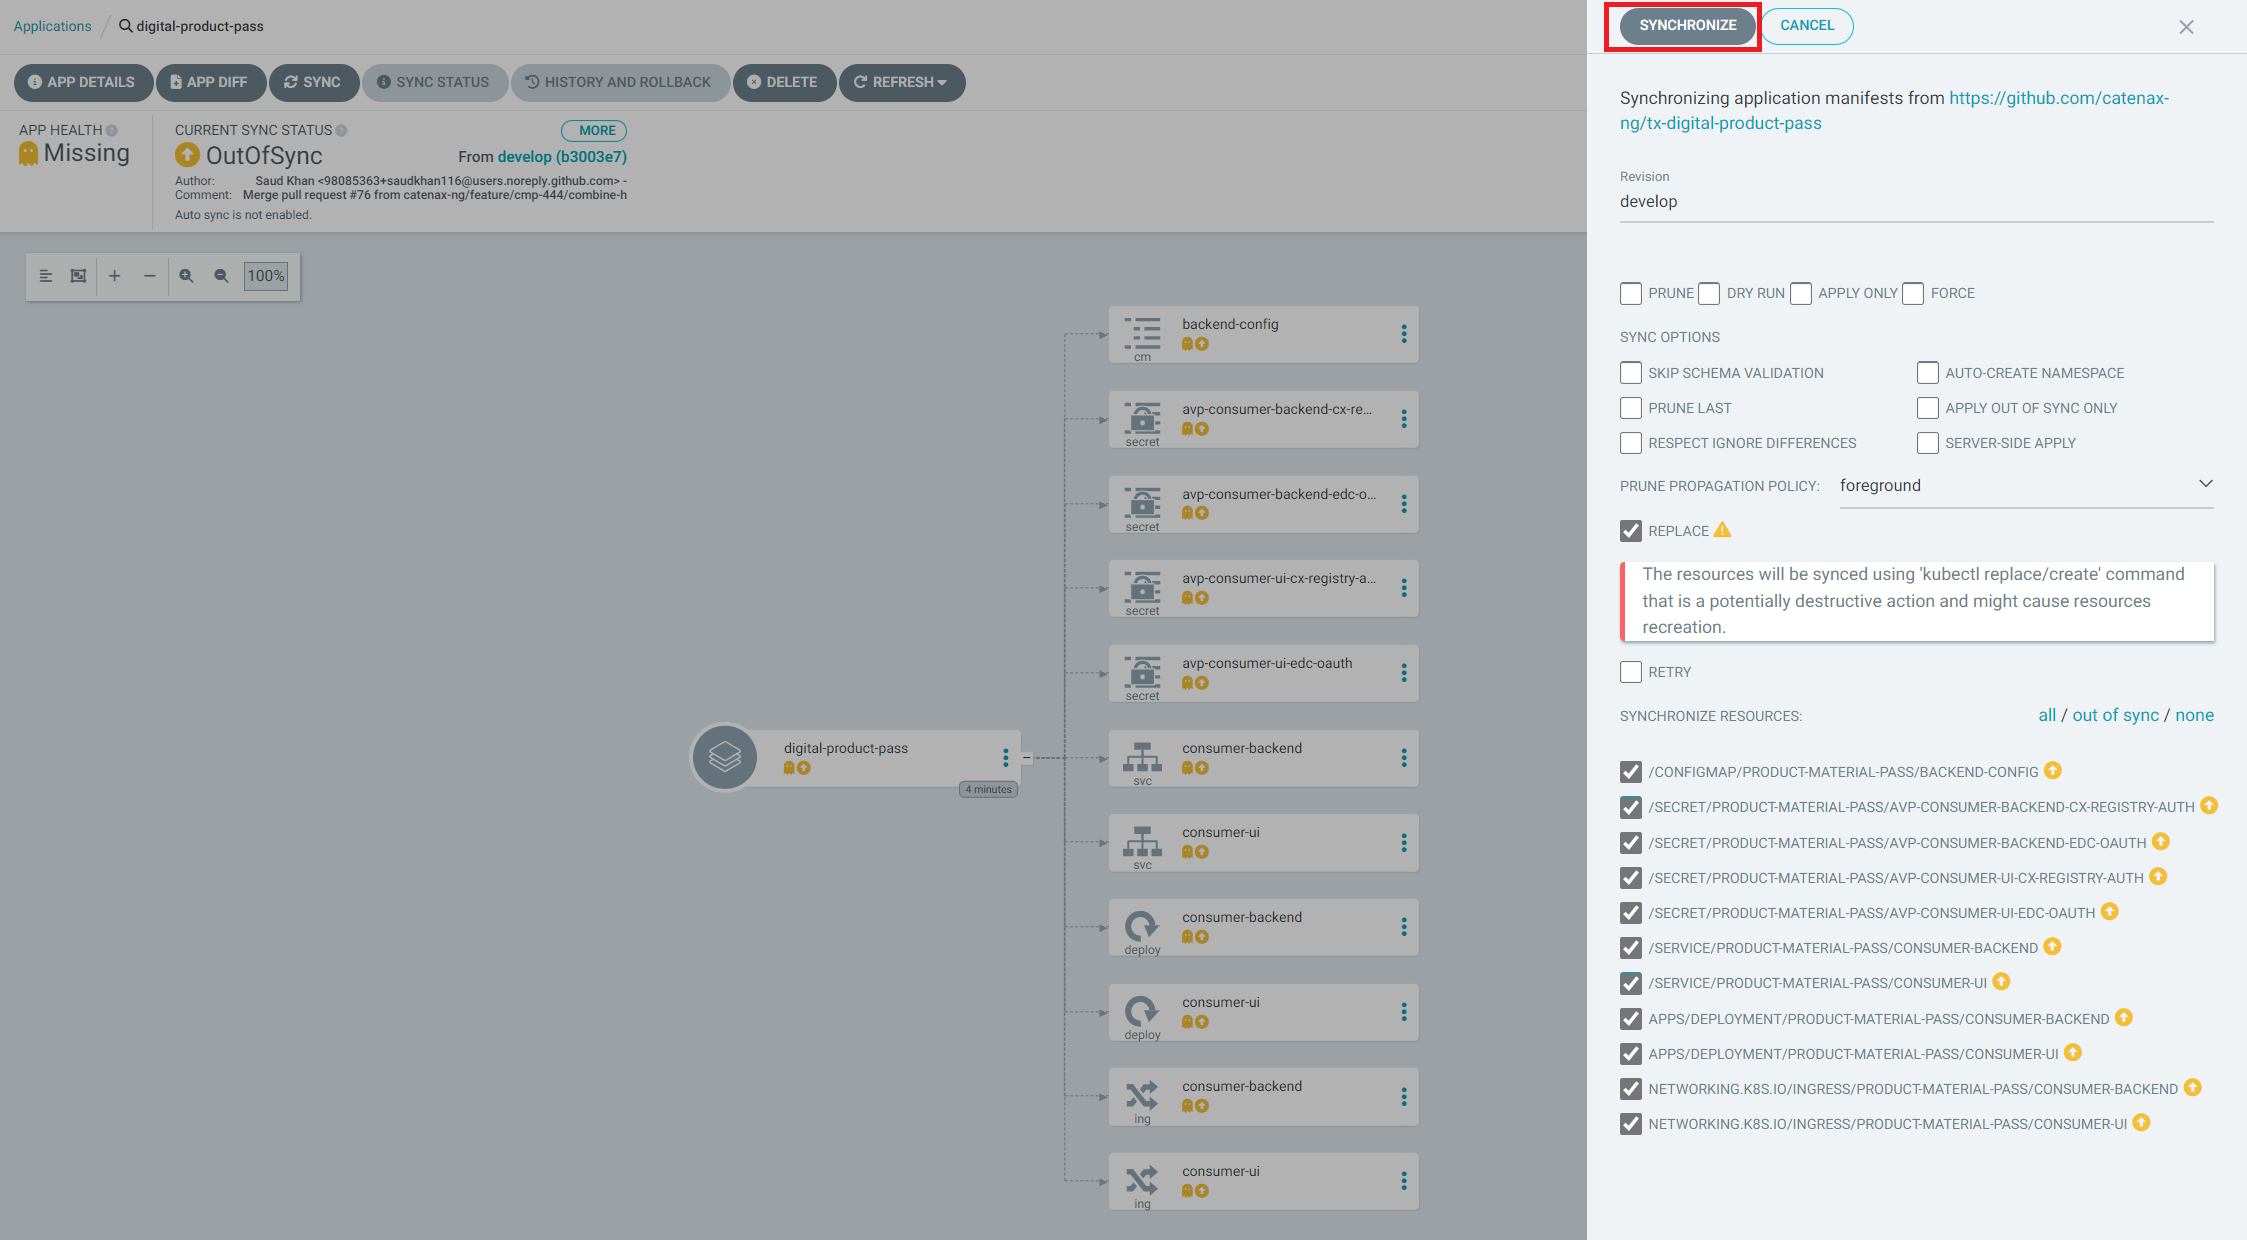 Applications / digital-product-pass
APP DETAILS
APP DIFF
SYNC
SYNC STATUS
HISTORY AND ROLLBACK
DELETE
REFRESH
APP HEALTH
Missing
CURRENT SYNC STATUS
MORE
OutOfSync
From develop (b3003e7)
Author: Saud Khan <98085363+saudkhan116@users.noreply.github.com> -
Comment: Merge pull request #76 from catenax-ng/feature/cmp-444/combine-h
Auto sync is not enabled.
100%
digital-product-pass
4 minutes
backend-config
cm
avp-consumer-backend-cx-re...
secret
avp-consumer-backend-edc-o...
secret
avp-consumer-ui-cx-registry-a...
secret
avp-consumer-ui-edc-oauth
secret
consumer-backend
svc
consumer-ui
svc
consumer-backend
deploy
consumer-ui
deploy
consumer-backend
ing
consumer-ui
ing
SYNCHRONIZE
CANCEL
Synchronizing application manifests from https://github.com/catenax-
ng/tx-digital-product-pass
Revision
develop
PRUNE DRY RUN APPLY ONLY FORCE
SYNC OPTIONS
SKIP SCHEMA VALIDATION AUTO-CREATE NAMESPACE
PRUNE LAST APPLY OUT OF SYNC ONLY
RESPECT IGNORE DIFFERENCES SERVER-SIDE APPLY
PRUNE PROPAGATION POLICY: foreground
REPLACE
The resources will be synced using 'kubectl replace/create' command
that is a potentially destructive action and might cause resources
recreation.
RETRY
SYNCHRONIZE RESOURCES: all / out of sync / none
/CONFIGMAP/PRODUCT-MATERIAL-PASS/BACKEND-CONFIG
/SECRET/PRODUCT-MATERIAL-PASS/AVP-CONSUMER-BACKEND-CX-REGISTRY-AUTH
/SECRET/PRODUCT-MATERIAL-PASS/AVP-CONSUMER-BACKEND-EDC-OAUTH
/SECRET/PRODUCT-MATERIAL-PASS/AVP-CONSUMER-UI-CX-REGISTRY-AUTH
/SECRET/PRODUCT-MATERIAL-PASS/AVP-CONSUMER-UI-EDC-OAUTH
/SERVICE/PRODUCT-MATERIAL-PASS/CONSUMER-BACKEND
/SERVICE/PRODUCT-MATERIAL-PASS/CONSUMER-UI
APPS/DEPLOYMENT/PRODUCT-MATERIAL-PASS/CONSUMER-BACKEND
APPS/DEPLOYMENT/PRODUCT-MATERIAL-PASS/CONSUMER-UI
NETWORKING.K8S.IO/INGRESS/PRODUCT-MATERIAL-PASS/CONSUMER-BACKEND
NETWORKING.K8S.IO/INGRESS/PRODUCT-MATERIAL-PASS/CONSUMER-UI